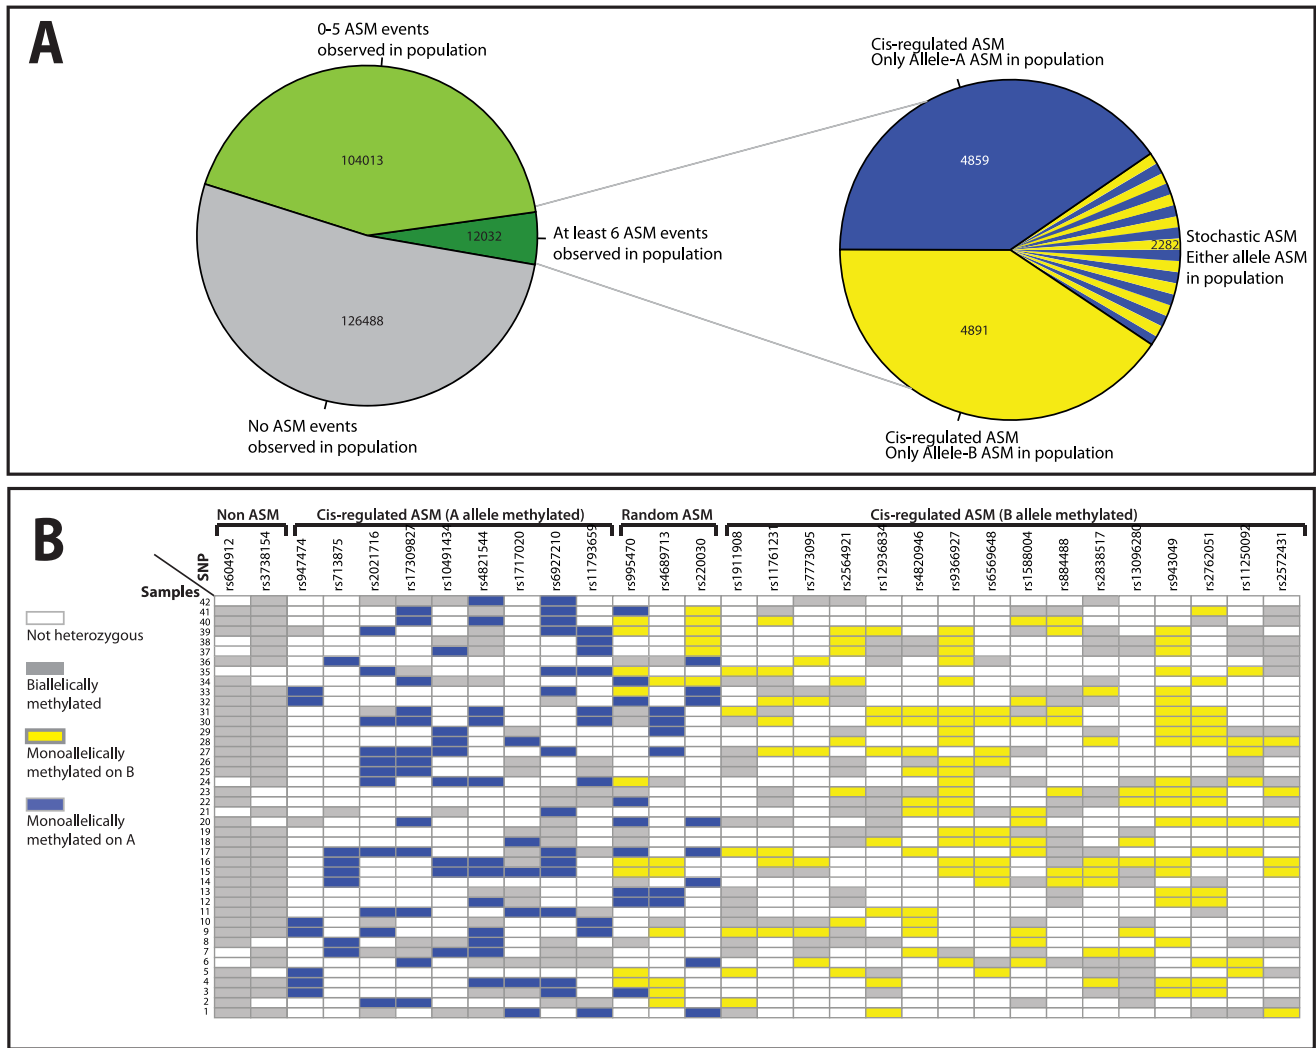 A
0-5 ASM events
observed in population
104013
12032
At least 6 ASM events
observed in population
126488
No ASM events
observed in population
Cis-regulated ASM
Only Allele-A ASM in population
4859
2282
Stochastic ASM
Either allele ASM
in population
4891
Cis-regulated ASM
Only Allele-B ASM in population
B
Non ASM
Cis-regulated ASM (A allele methylated)
Random ASM
Cis-regulated ASM (B allele methylated)
SNP
Samples
rs604912
rs3738154
rs947474
rs713875
rs2021716
rs17309827
rs10491434
rs4821544
rs1717020
rs6927210
rs11793659
rs995470
rs4689713
rs220030
rs1911908
rs11761231
rs7773095
rs2564921
rs12936834
rs4820946
rs9366927
rs6569648
rs1588004
rs884488
rs2838517
rs13096280
rs943049
rs2762051
rs11250092
rs2572431
Not heterozygous
Biallelically
methylated
Monoallelically
methylated on B
Monoallelically
methylated on A
42
41
40
39
38
37
36
35
34
33
32
31
30
29
28
27
26
25
24
23
22
21
20
19
18
17
16
15
14
13
12
11
10
9
8
7
6
5
4
3
2
1